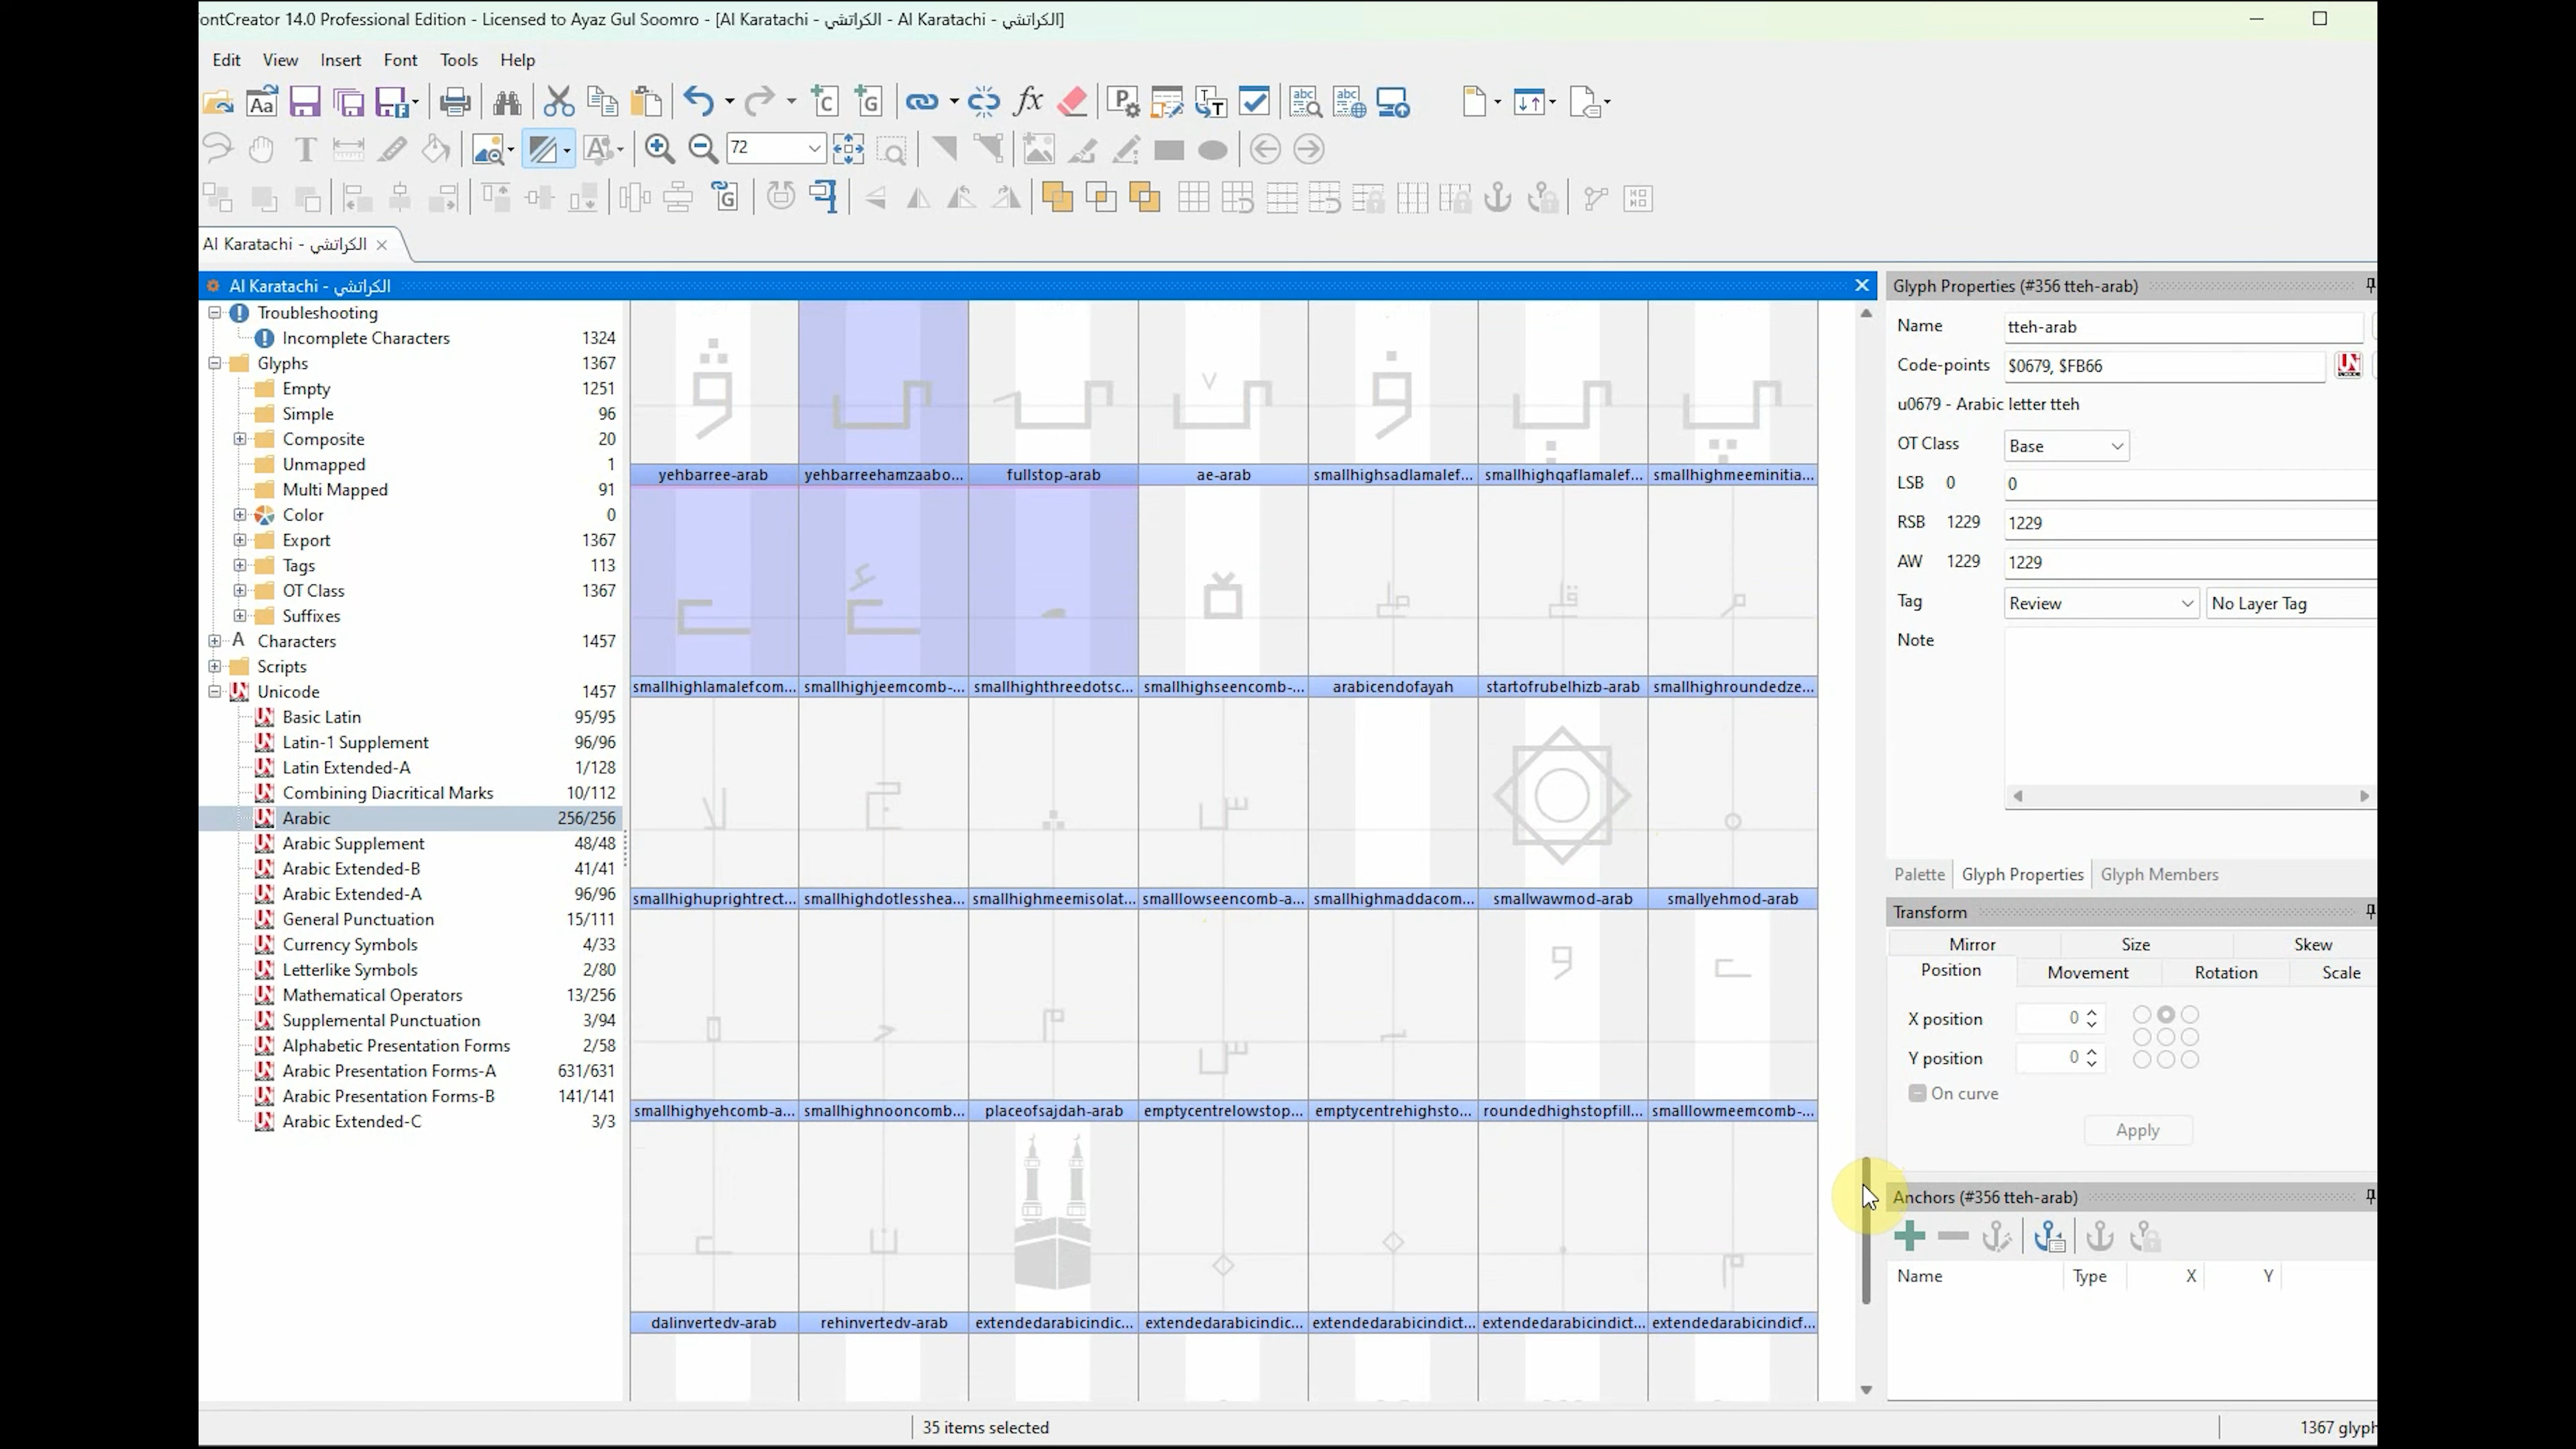 FontCreator 14.0 Professional Edition - Licensed to Ayaz Gul Soomro - [Al Karatachi - الكراتشي - Al Karatachi - الكراتشي]
Edit View Insert Font Tools Help
72
Al Karatachi - الكراتشي
Al Karatachi - الكراتشي
Troubleshooting
Incomplete Characters 1324
Glyphs 1367
Empty 1251
Simple 96
Composite 20
Unmapped 1
Multi Mapped 91
Color 0
Export 1367
Tags 113
OT Class 1367
Suffixes
Characters 1457
Scripts
Unicode 1457
Basic Latin 95/95
Latin-1 Supplement 96/96
Latin Extended-A 1/128
Combining Diacritical Marks 10/112
Arabic 256/256
Arabic Supplement 48/48
Arabic Extended-B 41/41
Arabic Extended-A 96/96
General Punctuation 15/111
Currency Symbols 4/33
Letterlike Symbols 2/80
Mathematical Operators 13/256
Supplemental Punctuation 3/94
Alphabetic Presentation Forms 2/58
Arabic Presentation Forms-A 631/631
Arabic Presentation Forms-B 141/141
Arabic Extended-C 3/3
yehbarree-arab yehbarreehamzaabo... fullstop-arab ae-arab smallhighsadlamalef... smallhighqaflamalef... smallhighmeeminitia...
smallhighlamalefcom... smallhighjeemcomb-... smallhighthreedotsc... smallhighseencomb-... arabicendofayah startofrubelhizb-arab smallhighroundedze...
smallhighuprightrect... smallhighdotlesshea... smallhighmeemisolat... smalllowseencomb-a... smallhighmaddacom... smallwawmod-arab smallyehmod-arab
smallhighyehcomb-a... smallhighnooncomb... placeofsajdah-arab emptycentrelowstop... emptycentrehighsto... roundedhighstopfill... smalllowmeemcomb-...
dalinvertedv-arab rehinvertedv-arab extendedarabicindic... extendedarabicindic... extendedarabicindict... extendedarabicindict... extendedarabicindicf...
Glyph Properties (#356 tteh-arab)
Name tteh-arab
Code-points $0679, $FB66
u0679 - Arabic letter tteh
OT Class Base
LSB 0 0
RSB 1229 1229
AW 1229 1229
Tag Review No Layer Tag
Note
Palette Glyph Properties Glyph Members
Transform
Mirror Size Skew
Position Movement Rotation Scale
X position 0
Y position 0
On curve
Apply
Anchors (#356 tteh-arab)
Name Type X Y
35 items selected
1367 glyph